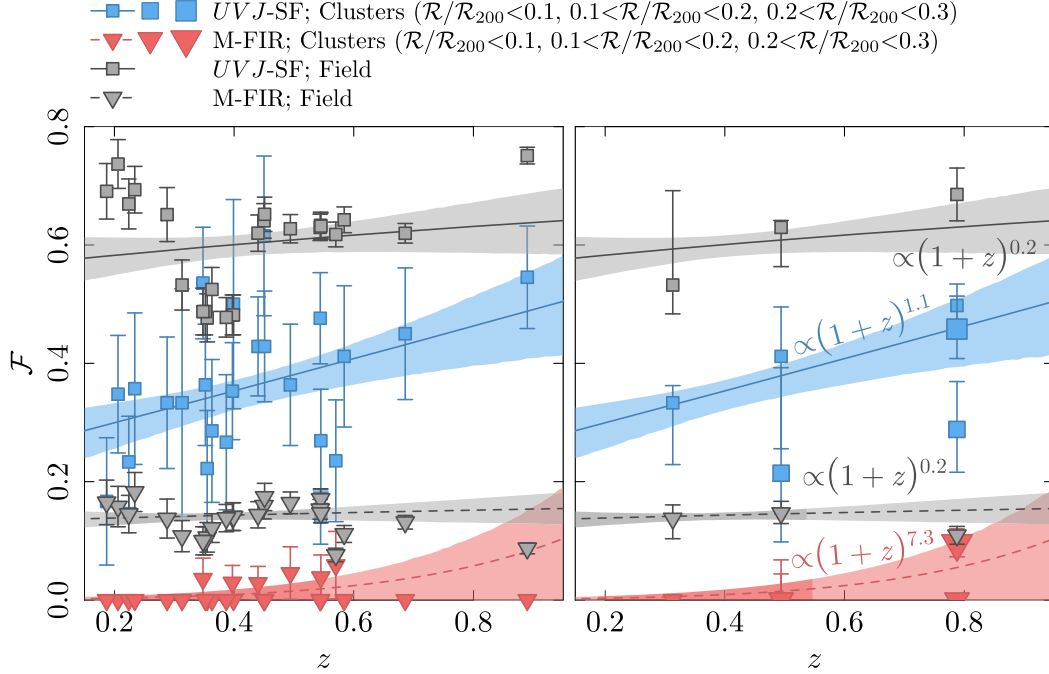 UVJ-SF; Clusters (R/R₂₀₀<0.1, 0.1<R/R₂₀₀<0.2, 0.2<R/R₂₀₀<0.3)
M-FIR; Clusters (R/R₂₀₀<0.1, 0.1<R/R₂₀₀<0.2, 0.2<R/R₂₀₀<0.3)
UVJ-SF; Field
M-FIR; Field
F
0.8
0.6
0.4
0.2
0.0
∝(1 + z)^0.2
∝(1 + z)^1.1
∝(1 + z)^0.2
∝(1 + z)^7.3
0.2 0.4 0.6 0.8
0.2 0.4 0.6 0.8
z
z